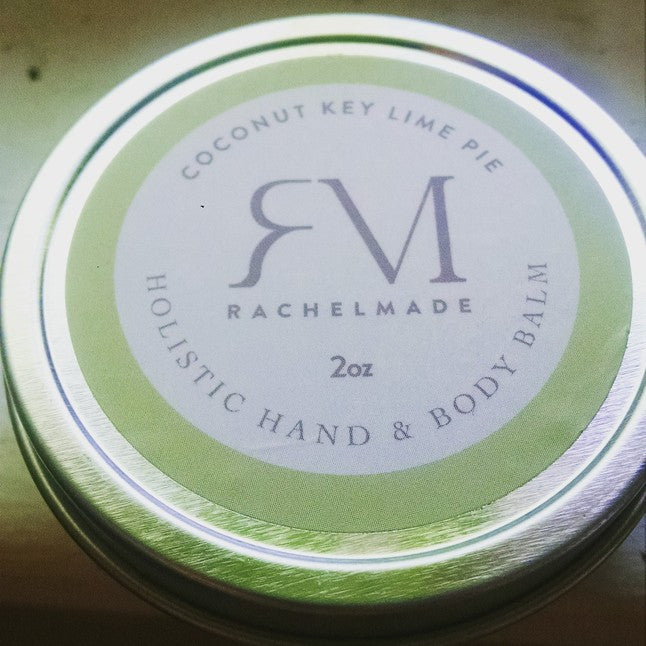 COCONUT KEY LIME PIE
RM
RACHELMADE
2oz
HOLISTIC HAND & BODY BALM